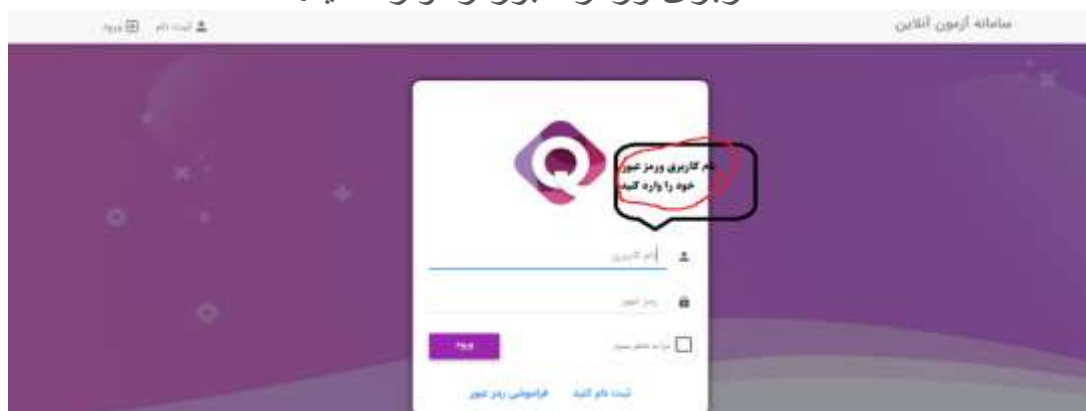 سامانه آزمون آنلاین
ثبت نام ورود
نام کاربری ورمز عبور
خود را وارد کنید
نام کاربری
رمز عبور
مرا به خاطر بسپار
ورود
ثبت نام کنید فراموشی رمز عبور